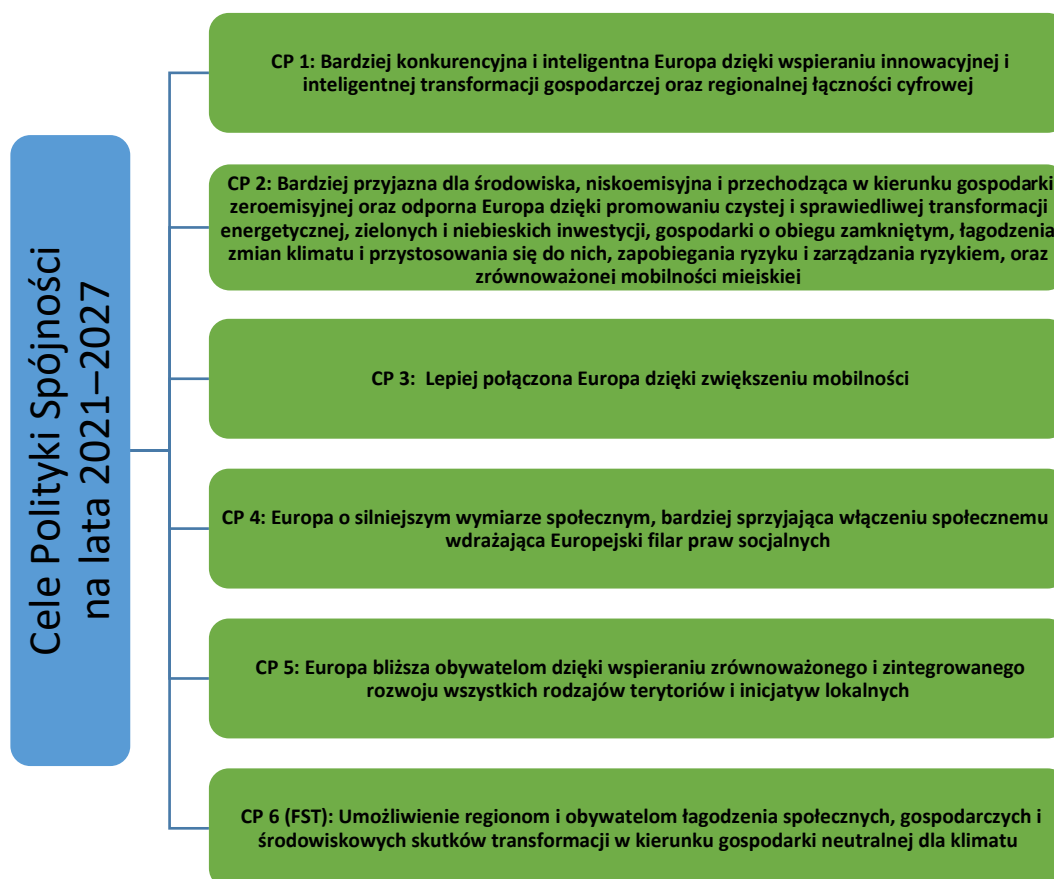 Cele Polityki Spójności
na lata 2021–2027
CP 1: Bardziej konkurencyjna i inteligentna Europa dzięki wspieraniu innowacyjnej i
inteligentnej transformacji gospodarczej oraz regionalnej łączności cyfrowej
CP 2: Bardziej przyjazna dla środowiska, niskoemisyjna i przechodząca w kierunku gospodarki
zeroemisyjnej oraz odporna Europa dzięki promowaniu czystej i sprawiedliwej transformacji
energetycznej, zielonych i niebieskich inwestycji, gospodarki o obiegu zamkniętym, łagodzenia
zmian klimatu i przystosowania się do nich, zapobiegania ryzyku i zarządzania ryzykiem, oraz
zrównoważonej mobilności miejskiej
CP 3: Lepiej połączona Europa dzięki zwiększeniu mobilności
CP 4: Europa o silniejszym wymiarze społecznym, bardziej sprzyjająca włączeniu społecznemu
wdrażająca Europejski filar praw socjalnych
CP 5: Europa bliższa obywatelom dzięki wspieraniu zrównoważonego i zintegrowanego
rozwoju wszystkich rodzajów terytoriów i inicjatyw lokalnych
CP 6 (FST): Umożliwienie regionom i obywatelom łagodzenia społecznych, gospodarczych i
środowiskowych skutków transformacji w kierunku gospodarki neutralnej dla klimatu